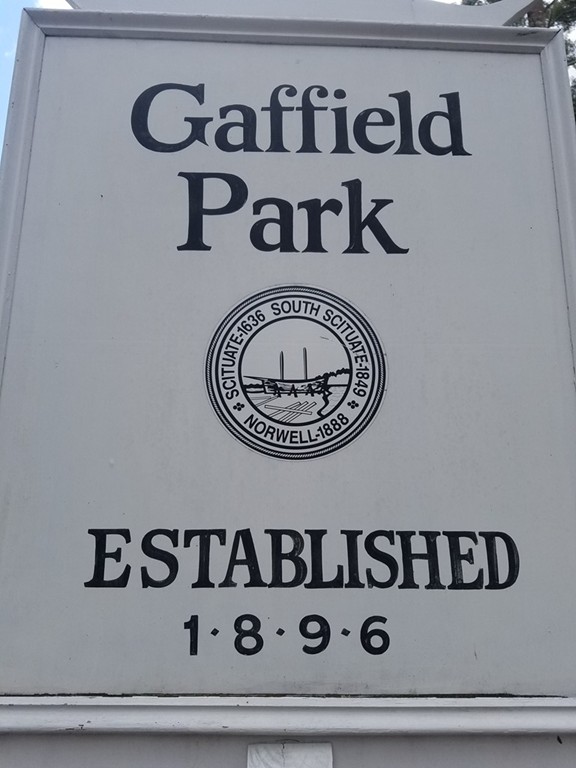 Gaffield
Park
SCITUATE-1636 SOUTH SCITUATE-1849
NORWELL-1888
ESTABLISHED
1·8·9·6